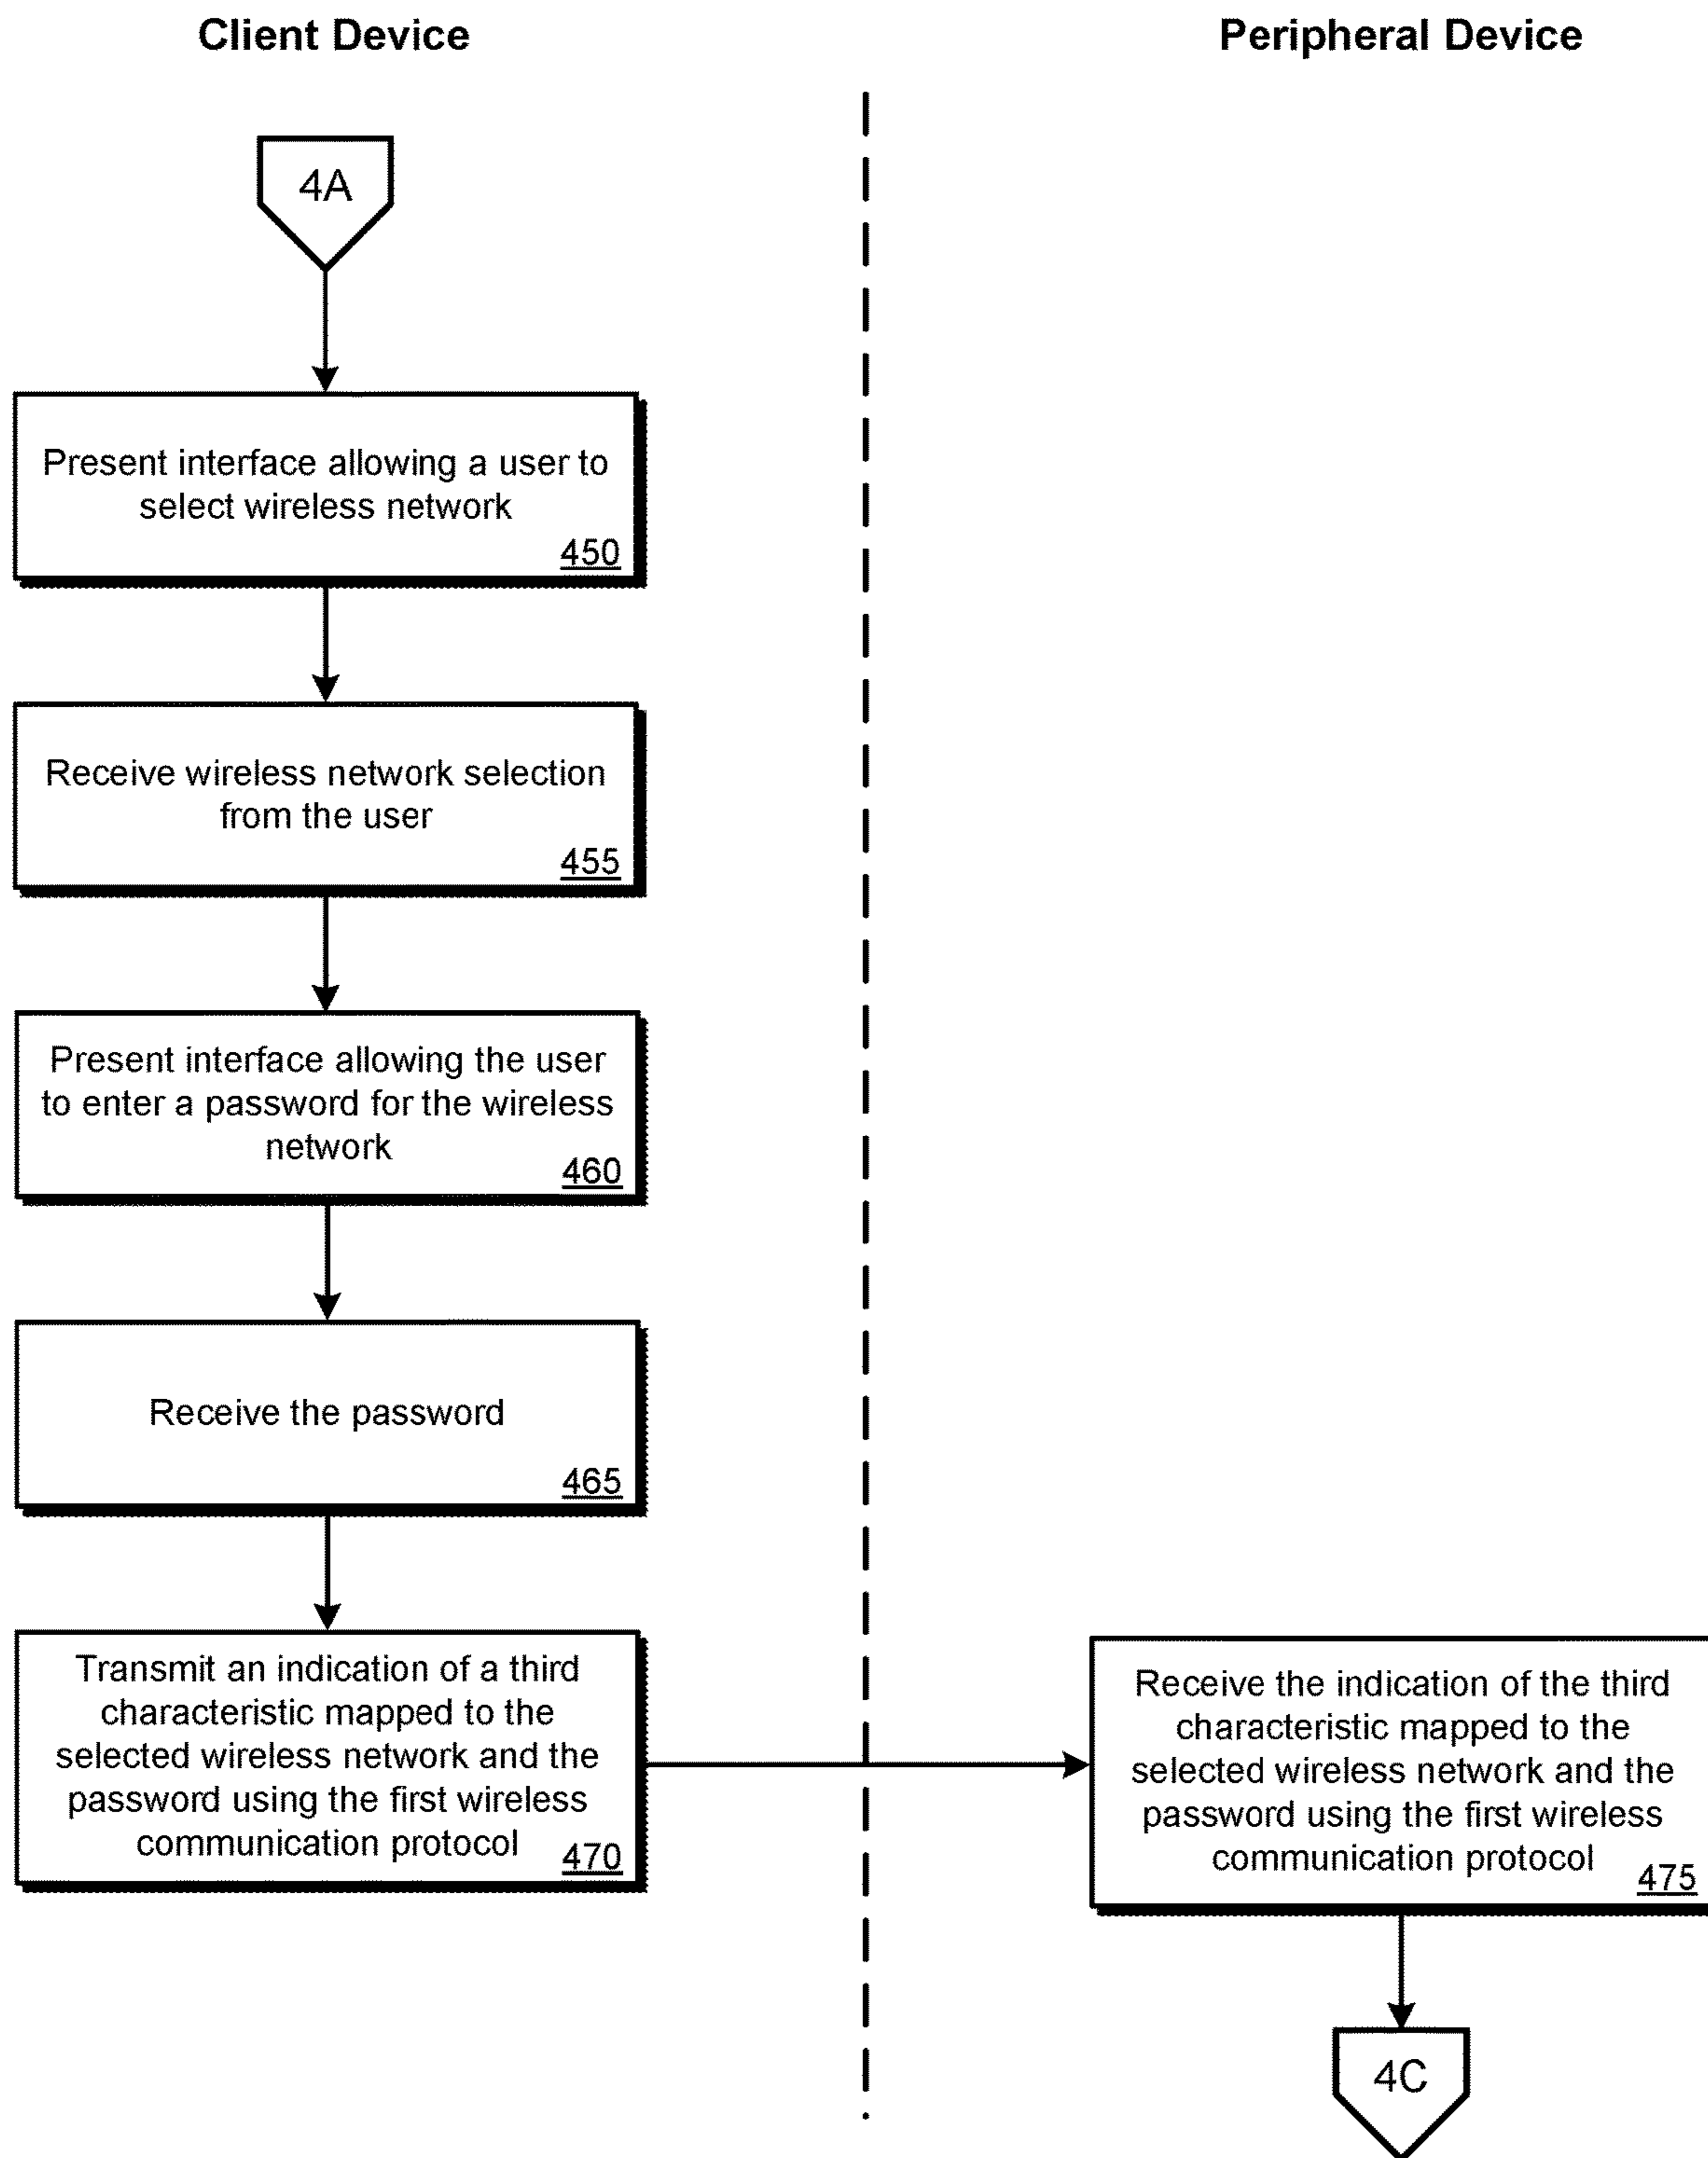 Client Device
Peripheral Device
4A
Present interface allowing a user to
select wireless network
450
Receive wireless network selection
from the user
455
Present interface allowing the user
to enter a password for the wireless
network
460
Receive the password
465
Transmit an indication of a third
characteristic mapped to the
selected wireless network and the
password using the first wireless
communication protocol
470
Receive the indication of the third
characteristic mapped to the
selected wireless network and the
password using the first wireless
communication protocol
475
4C